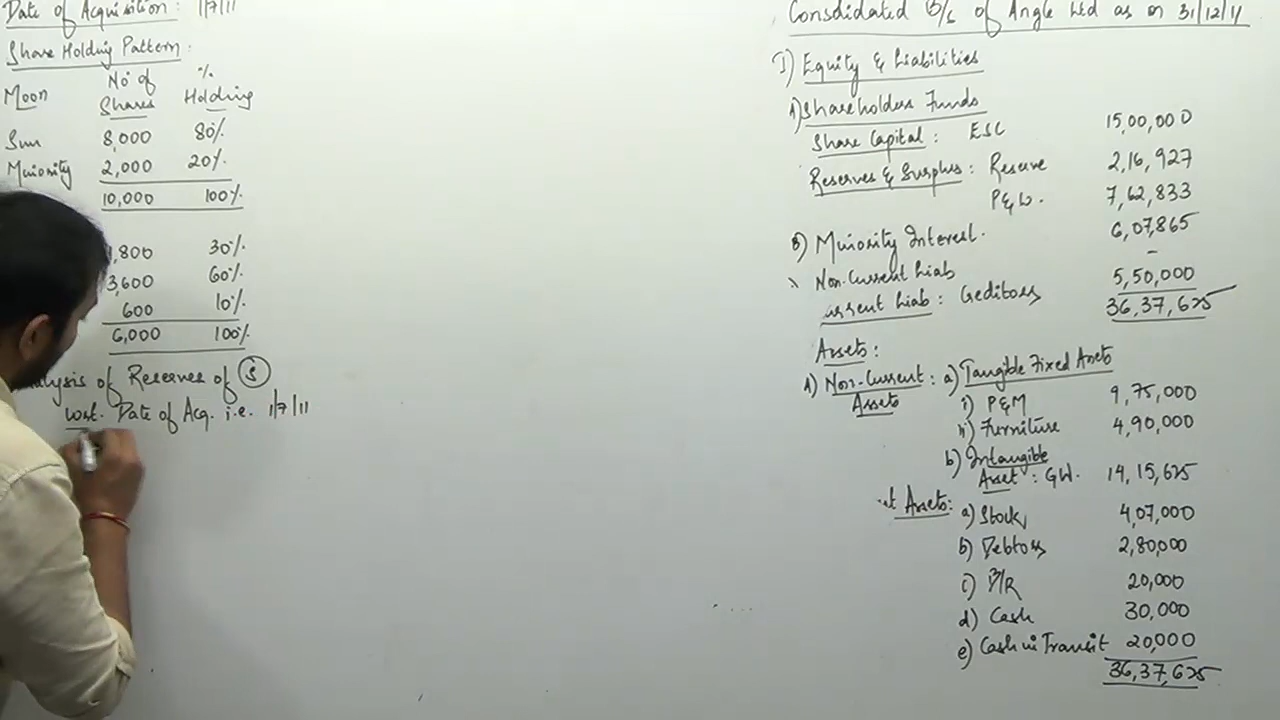 Date of Acquisition: 1/7/11
Share Holding Pattern:
Moon No of Shares % Holding
Sun 8,000 80%
Minority 2,000 20%
10,000 100%
,800 30%
3,600 60%
600 10%
6,000 100%
alysis of Reserves of S
w.r.t. Date of Acq. i.e. 1/7/11
Consolidated B/S of Angle Ltd as on 31/12/11
I) Equity & Liabilities
1) Shareholders Funds
Share Capital: ESC 15,00,000
Reserves & Surplus: Reserve 2,16,927
P&L. 7,62,833
Minority Interest. 6,07,865
Non-Current Liab -
urrent Liab: Creditors 5,50,000
36,37,625
Assets:
1) Non-Current Assets: a) Tangible Fixed Assets
i) P&M 9,75,000
ii) Furniture 4,90,000
b) Intangible
Asset: GW. 14,15,625
t Assets: a) Stock 4,07,000
b) Debtors 2,80,000
c) B/R 20,000
d) Cash 30,000
e) Cash in Transit 20,000
36,37,625